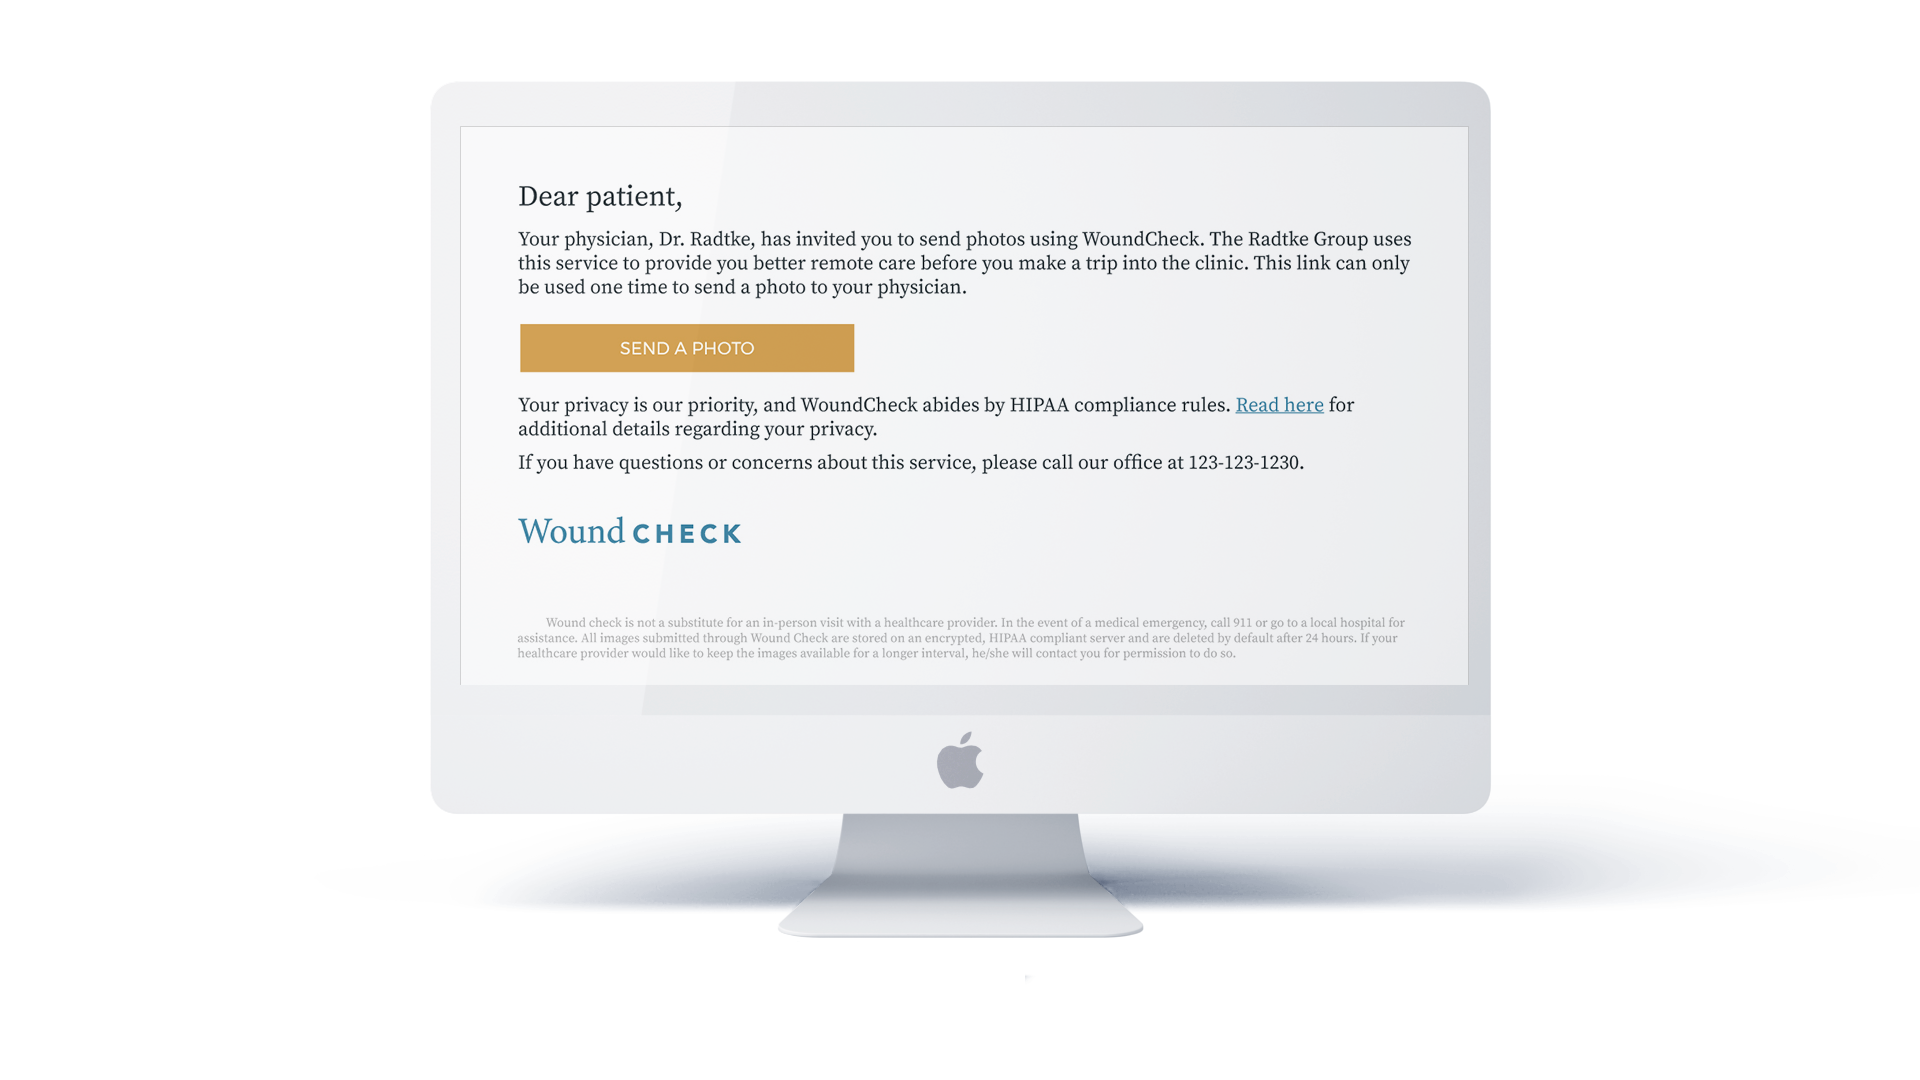 Dear patient,
Your physician, Dr. Radtke, has invited you to send photos using WoundCheck. The Radtke Group uses
this service to provide you better remote care before you make a trip into the clinic. This link can only
be used one time to send a photo to your physician.
SEND A PHOTO
Your privacy is our priority, and WoundCheck abides by HIPAA compliance rules. Read here for
additional details regarding your privacy.
If you have questions or concerns about this service, please call our office at 123-123-1230.
Wound CHECK
Wound check is not a substitute for an in-person visit with a healthcare provider. In the event of a medical emergency, call 911 or go to a local hospital for
assistance. All images submitted through Wound Check are stored on an encrypted, HIPAA compliant server and are deleted by default after 24 hours. If your
healthcare provider would like to keep the images available for a longer interval, he/she will contact you for permission to do so.